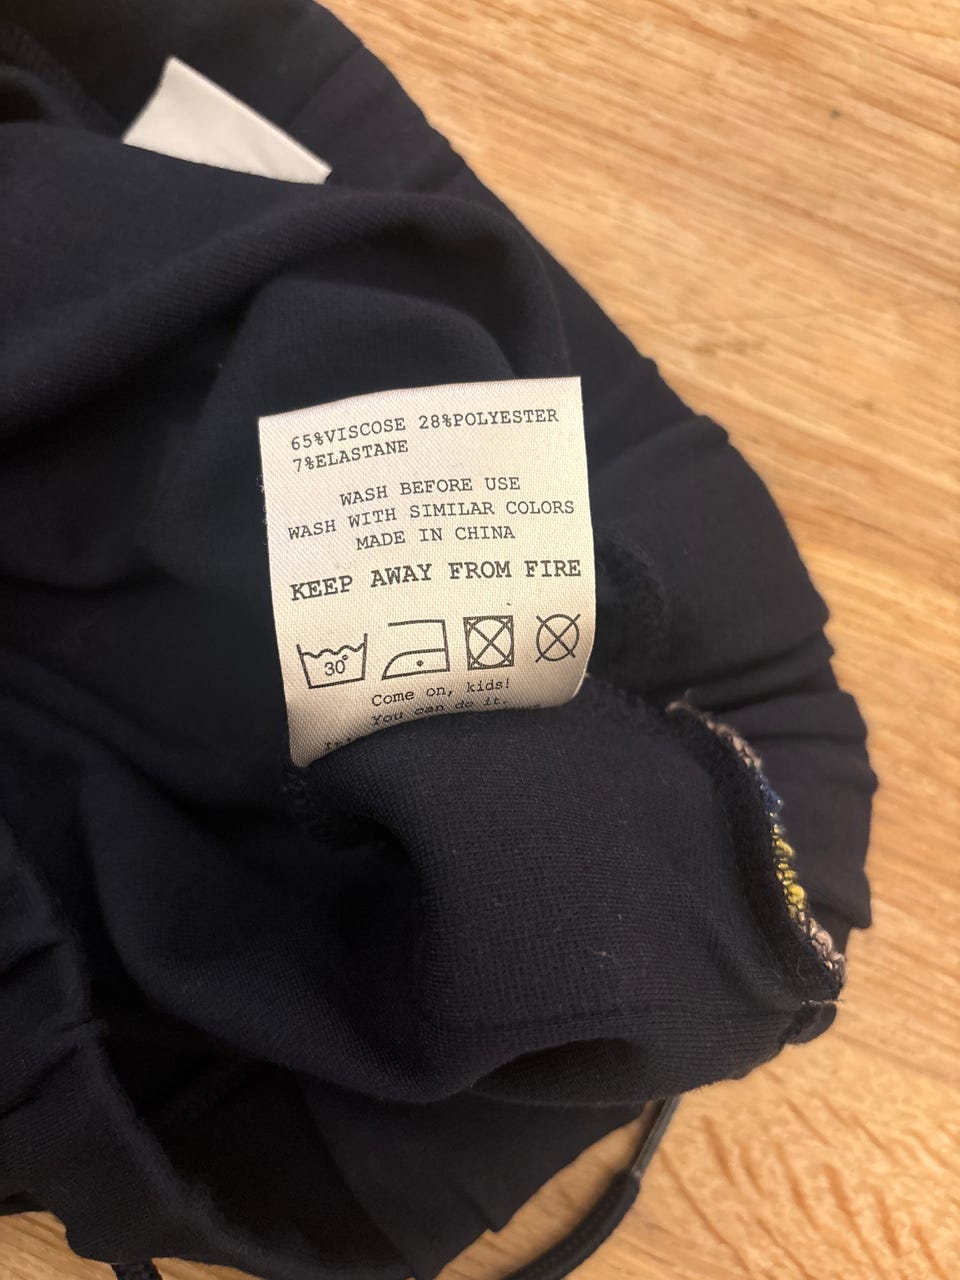 65%VISCOSE 28%POLYESTER
7%ELASTANE
WASH BEFORE USE
WASH WITH SIMILAR COLORS
MADE IN CHINA
KEEP AWAY FROM FIRE
30°
Come on, kids!
You can do it.